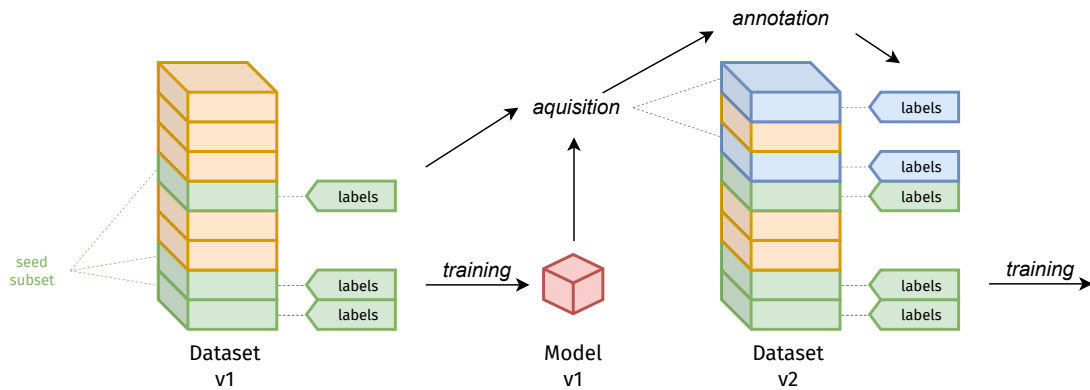 annotation
aquisition
labels
labels
labels
labels
seed
subset
training
training
labels
labels
labels
labels
Dataset
v1
Model
v1
Dataset
v2